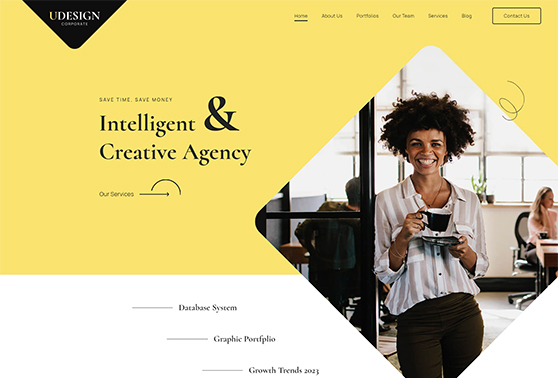 UDESIGN
CORPORATE
Home About Us Portfolios Our Team Services Blog Contact Us
SAVE TIME. SAVE MONEY
Intelligent &
Creative Agency
Our Services
Database System
Graphic Portfplio
Growth Trends 2023